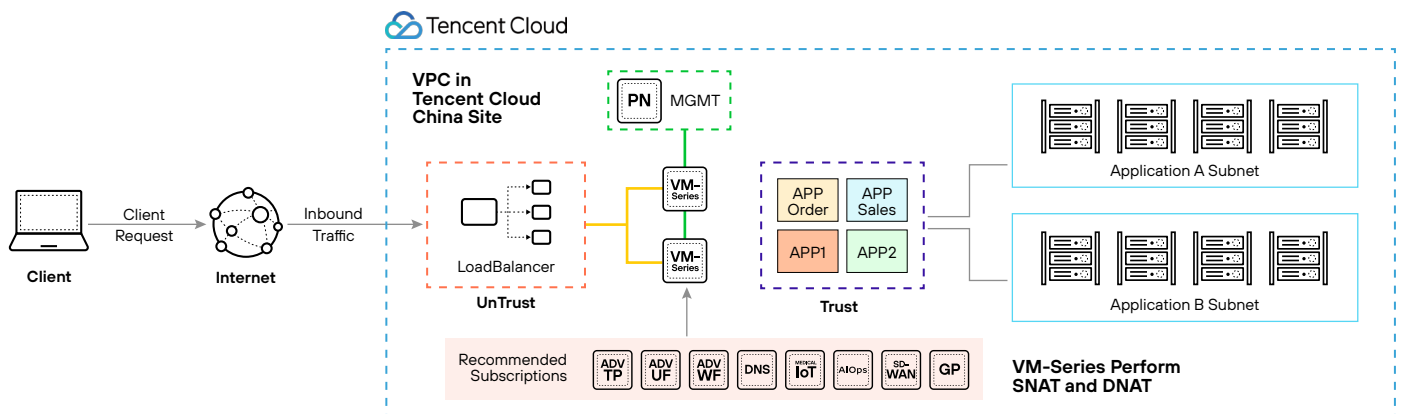 Tencent Cloud
VPC in
Tencent Cloud
China Site
PN
MGMT
Client
Request
Client
Internet
Inbound
Traffic
LoadBalancer
UnTrust
VM-
Series
VM-
Series
APP
Order
APP
Sales
APP1
APP2
Trust
Application A Subnet
Application B Subnet
Recommended
Subscriptions
ADV
TP
ADV
UF
ADV
WF
DNS
MEDICAL
IoT
AIOps
SD-
WAN
GP
VM-Series Perform
SNAT and DNAT